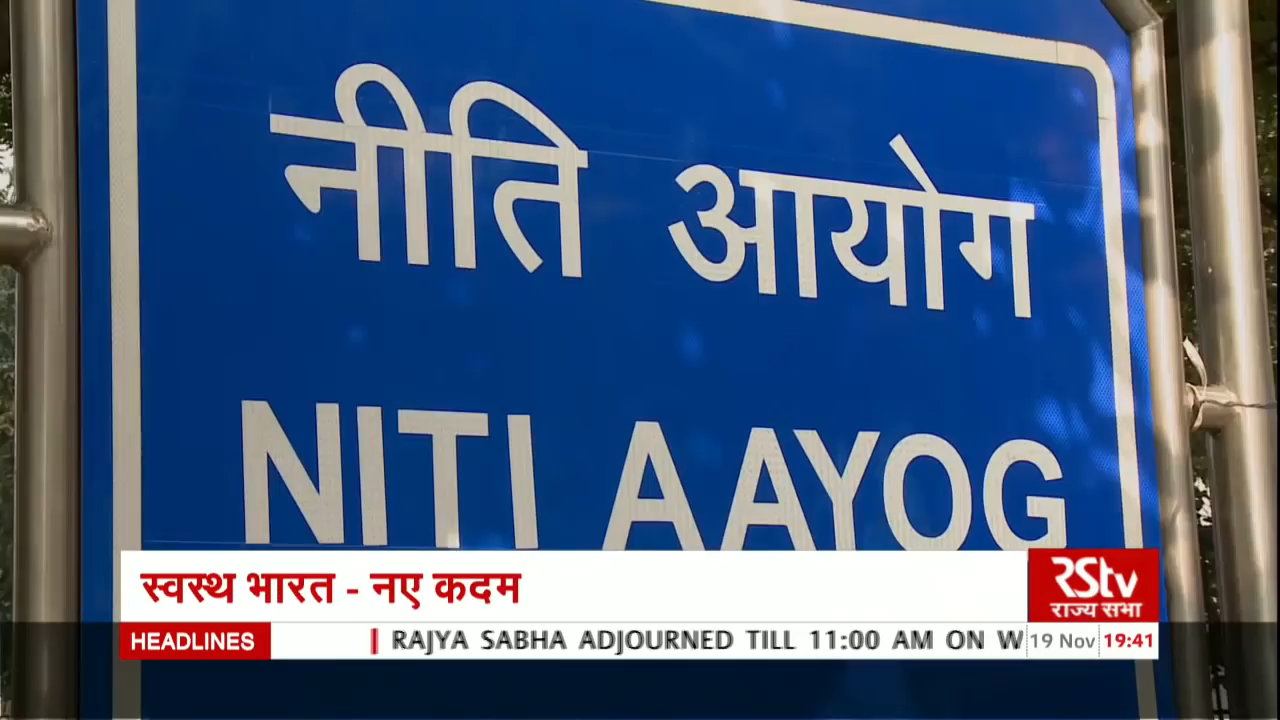 नीति आयोग
NITI AAYOG
स्वस्थ भारत - नए कदम
RStv
राज्य सभा
HEADLINES
RAJYA SABHA ADJOURNED TILL 11:00 AM ON W
19 Nov 19:41